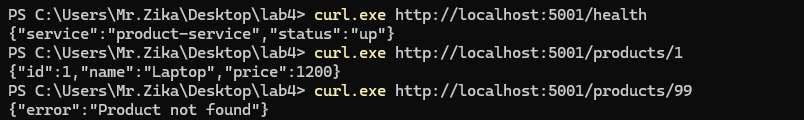 PS C:\Users\Mr.Zika\Desktop\lab4> curl.exe http://localhost:5001/health
{"service":"product-service","status":"up"}
PS C:\Users\Mr.Zika\Desktop\lab4> curl.exe http://localhost:5001/products/1
{"id":1,"name":"Laptop","price":1200}
PS C:\Users\Mr.Zika\Desktop\lab4> curl.exe http://localhost:5001/products/99
{"error":"Product not found"}